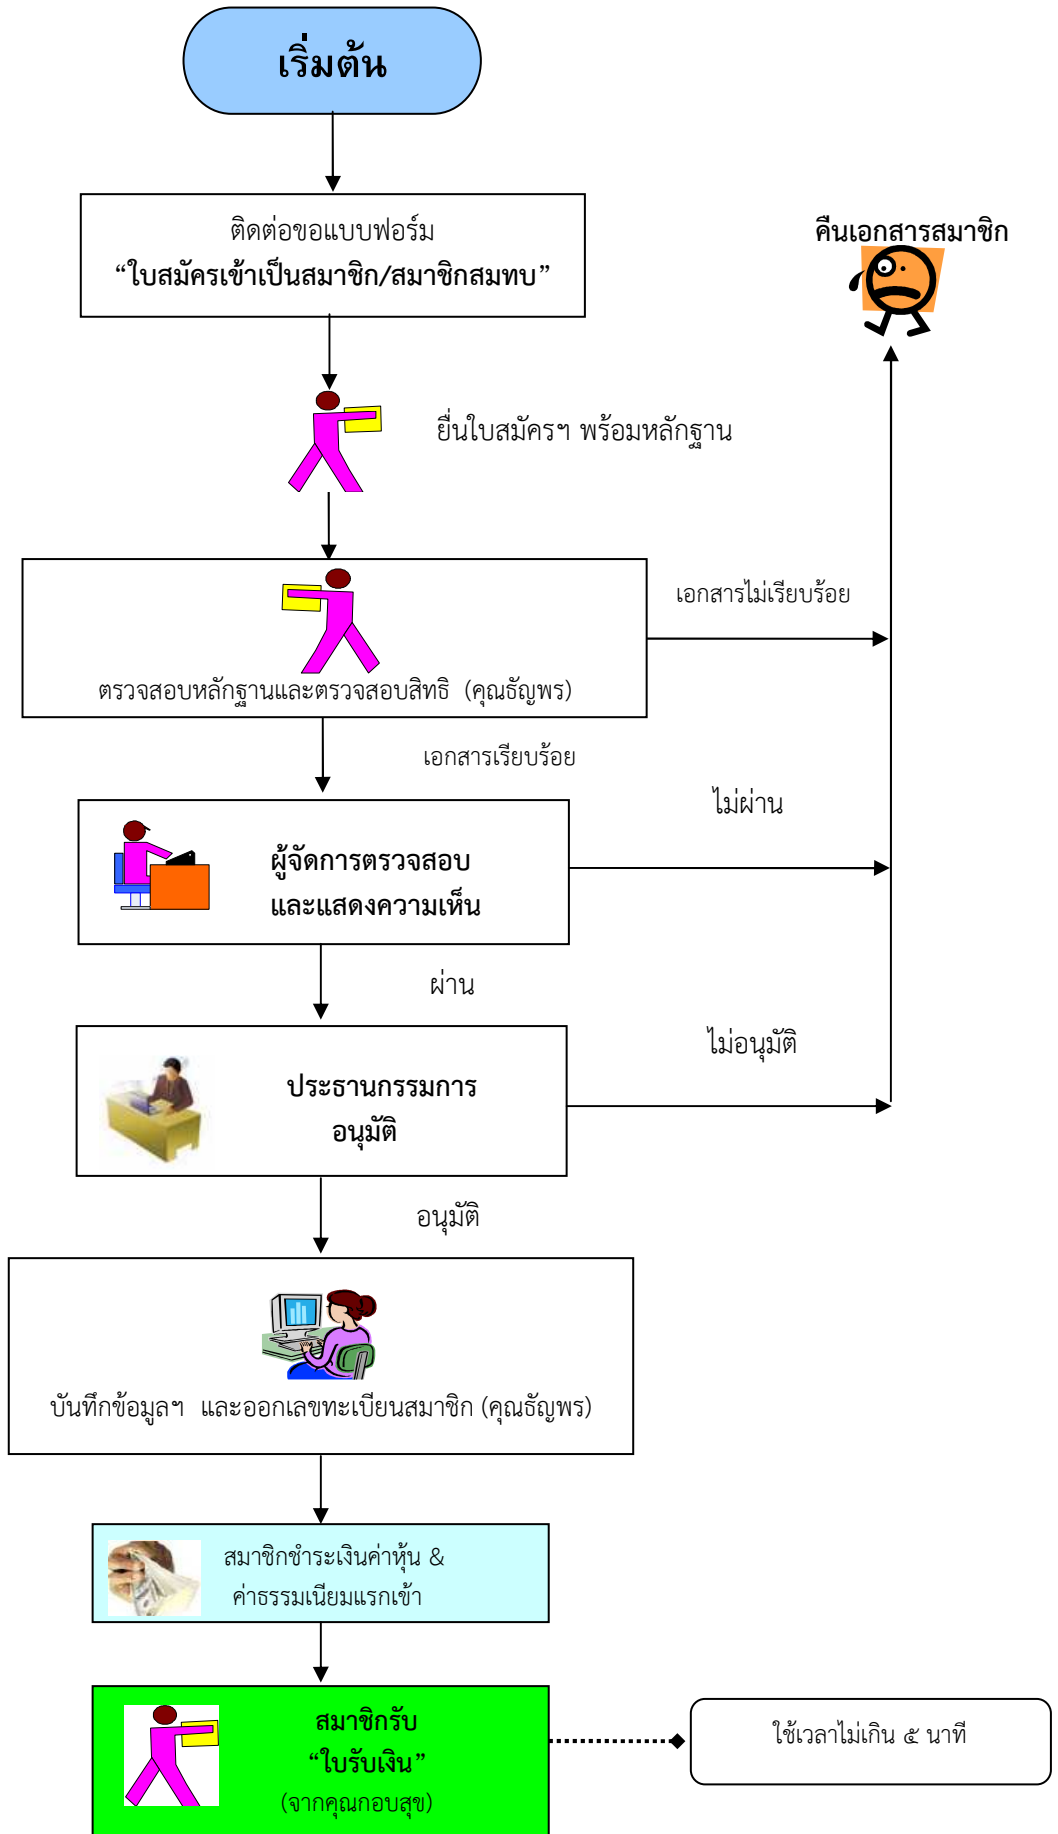 เริ่มต้น
ติดต่อขอแบบฟอร์ม
“ใบสมัครเข้าเป็นสมาชิก/สมาชิกสมทบ”
คืนเอกสารสมาชิก
ยื่นใบสมัครฯ พร้อมหลักฐาน
เอกสารไม่เรียบร้อย
ตรวจสอบหลักฐานและตรวจสอบสิทธิ (คุณธัญพร)
เอกสารเรียบร้อย
ไม่ผ่าน
ผู้จัดการตรวจสอบ
และแสดงความเห็น
ผ่าน
ไม่อนุมัติ
ประธานกรรมการ
อนุมัติ
อนุมัติ
บันทึกข้อมูลฯ และออกเลขทะเบียนสมาชิก (คุณธัญพร)
สมาชิกชำระเงินค่าหุ้น &
ค่าธรรมเนียมแรกเข้า
สมาชิกรับ
“ใบรับเงิน”
(จากคุณกอบสุข)
ใช้เวลาไม่เกิน ๕ นาที